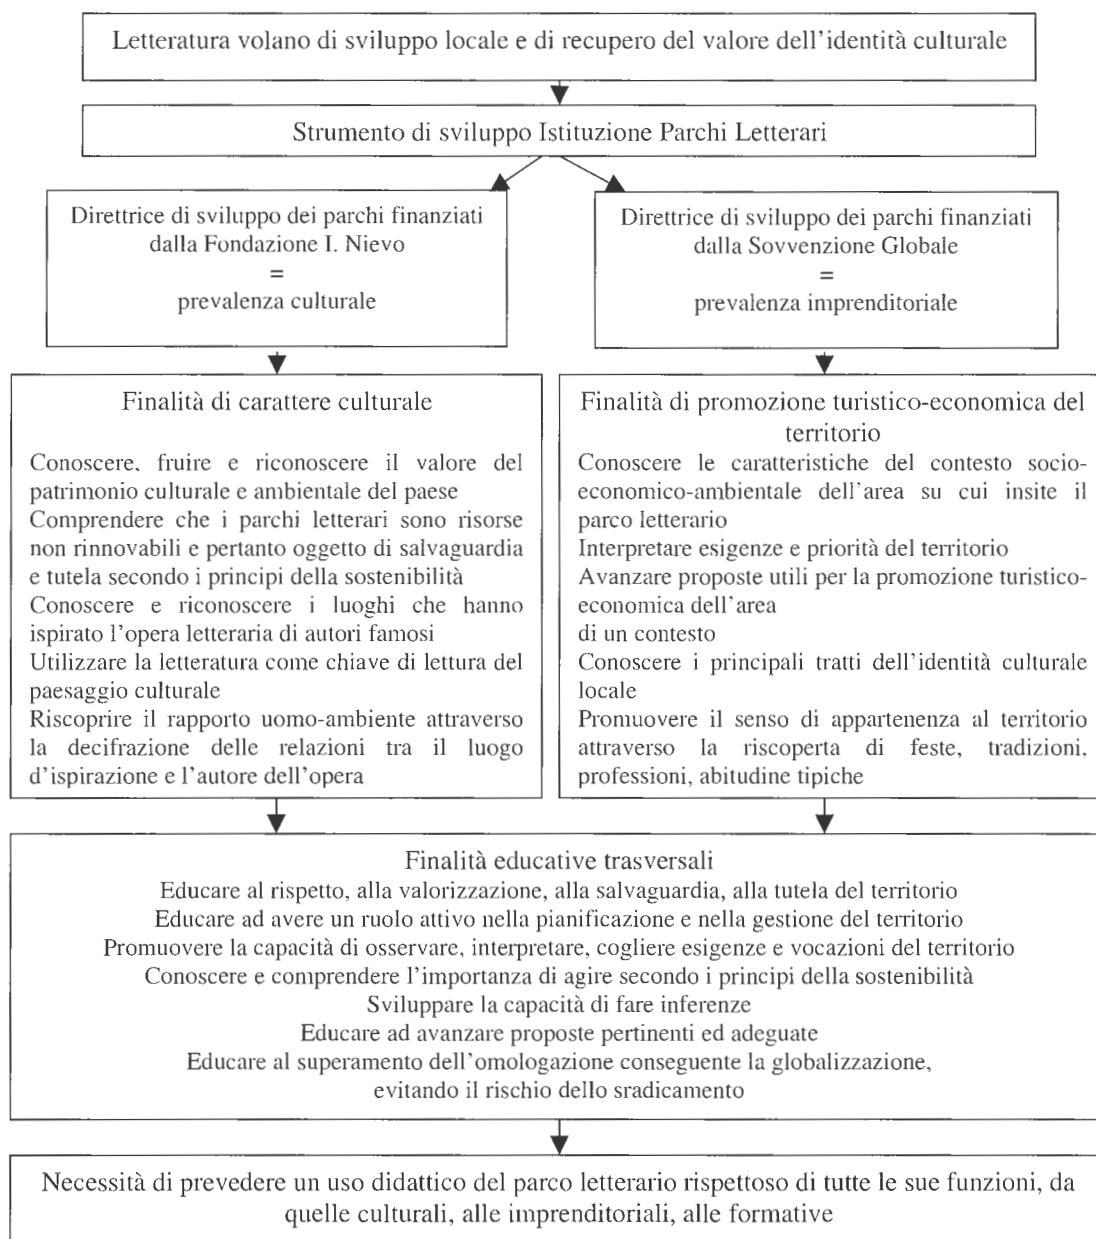 Letteratura volano di sviluppo locale e di recupero del valore dell'identità culturale
Strumento di sviluppo Istituzione Parchi Letterari
Direttrice di sviluppo dei parchi finanziati
dalla Fondazione I. Nievo
=
prevalenza culturale
Direttrice di sviluppo dei parchi finanziati
dalla Sovvenzione Globale
=
prevalenza imprenditoriale
Finalità di carattere culturale
Conoscere, fruire e riconoscere il valore del
patrimonio culturale e ambientale del paese
Comprendere che i parchi letterari sono risorse
non rinnovabili e pertanto oggetto di salvaguardia
e tutela secondo i principi della sostenibilità
Conoscere e riconoscere i luoghi che hanno
ispirato l'opera letteraria di autori famosi
Utilizzare la letteratura come chiave di lettura del
paesaggio culturale
Riscoprire il rapporto uomo-ambiente attraverso
la decifrazione delle relazioni tra il luogo
d'ispirazione e l'autore dell'opera
Finalità di promozione turistico-economica del
territorio
Conoscere le caratteristiche del contesto socio-
economico-ambientale dell'area su cui insite il
parco letterario
Interpretare esigenze e priorità del territorio
Avanzare proposte utili per la promozione turistico-
economica dell'area
di un contesto
Conoscere i principali tratti dell'identità culturale
locale
Promuovere il senso di appartenenza al territorio
attraverso la riscoperta di feste, tradizioni,
professioni, abitudine tipiche
Finalità educative trasversali
Educare al rispetto, alla valorizzazione, alla salvaguardia, alla tutela del territorio
Educare ad avere un ruolo attivo nella pianificazione e nella gestione del territorio
Promuovere la capacità di osservare, interpretare, cogliere esigenze e vocazioni del territorio
Conoscere e comprendere l'importanza di agire secondo i principi della sostenibilità
Sviluppare la capacità di fare inferenze
Educare ad avanzare proposte pertinenti ed adeguate
Educare al superamento dell'omologazione conseguente la globalizzazione,
evitando il rischio dello sradicamento
Necessità di prevedere un uso didattico del parco letterario rispettoso di tutte le sue funzioni, da
quelle culturali, alle imprenditoriali, alle formative